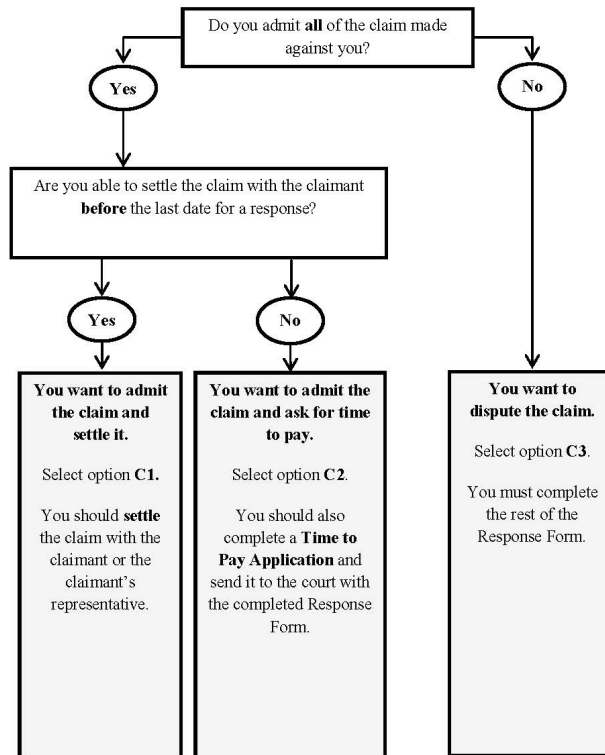 Do you admit all of the claim made
against you?
Yes
No
Are you able to settle the claim with the claimant
before the last date for a response?
Yes
No
You want to admit
the claim and
settle it.
Select option C1.
You should settle
the claim with the
claimant or the
claimant's
representative.
You want to admit the
claim and ask for time
to pay.
Select option C2.
You should also
complete a Time to
Pay Application and
send it to the court with
the completed Response
Form.
You want to
dispute the claim.
Select option C3.
You must complete
the rest of the
Response Form.